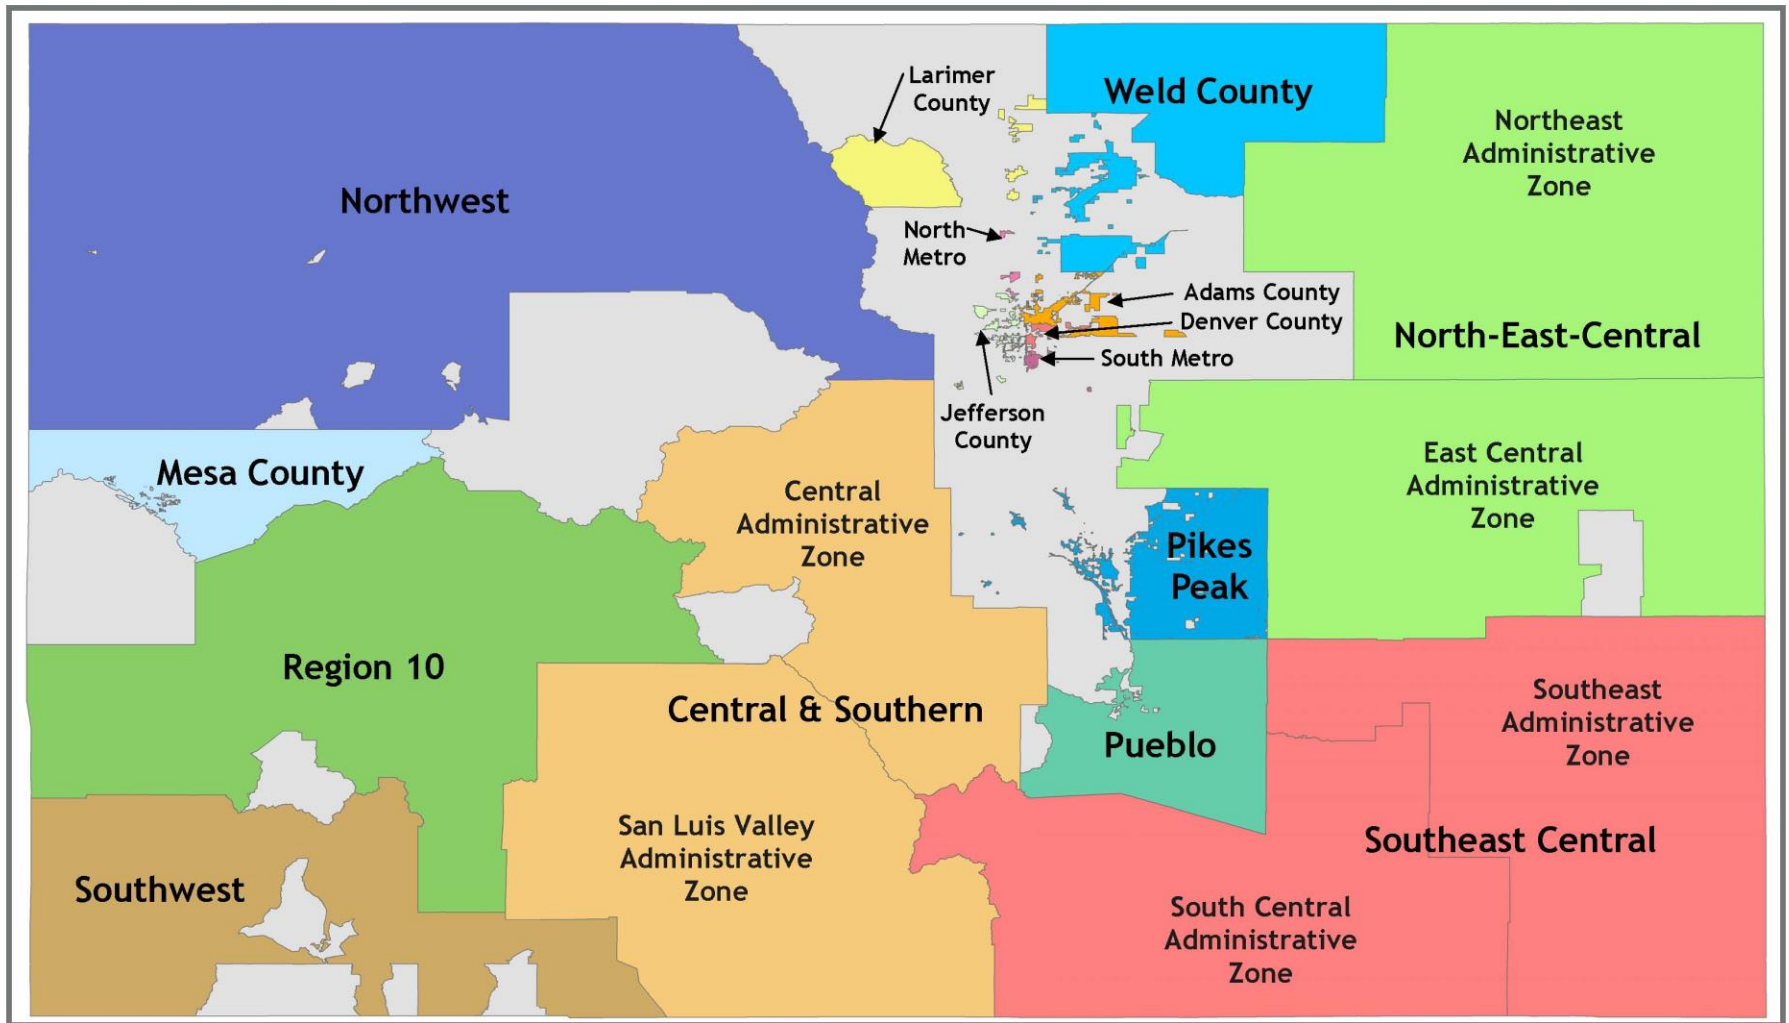 Larimer
County
Weld County
Northeast
Administrative
Zone
Northwest
North
Metro
Adams County
Denver County
North-East-Central
South Metro
Jefferson
County
Mesa County
East Central
Administrative
Zone
Central
Administrative
Zone
Pikes
Peak
Region 10
Central & Southern
Southeast
Administrative
Zone
Pueblo
San Luis Valley
Administrative
Zone
Southeast Central
Southwest
South Central
Administrative
Zone